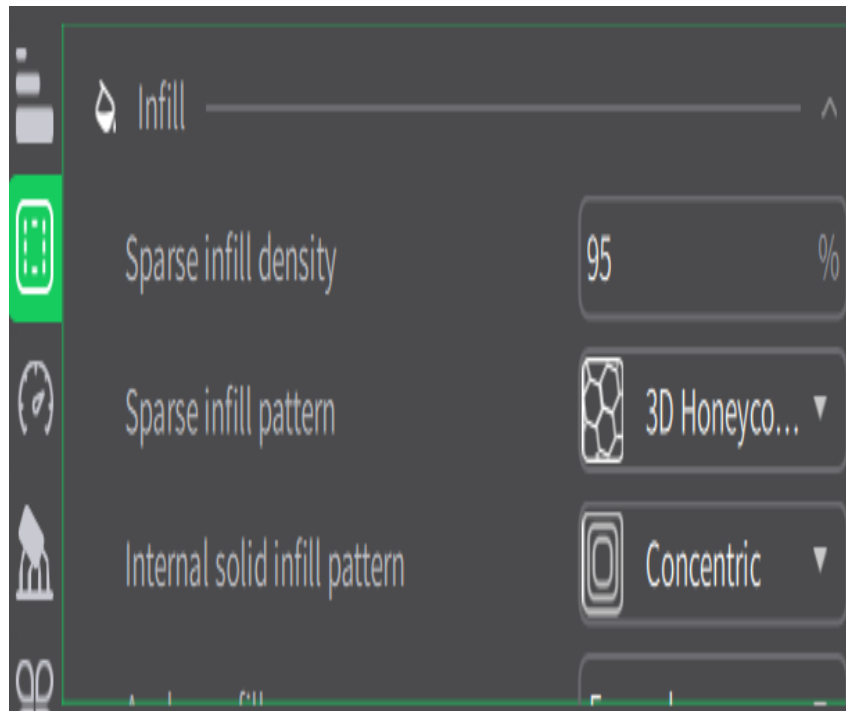 Infill
Sparse infill density 95 %
Sparse infill pattern 3D Honeyco...
Internal solid infill pattern Concentric